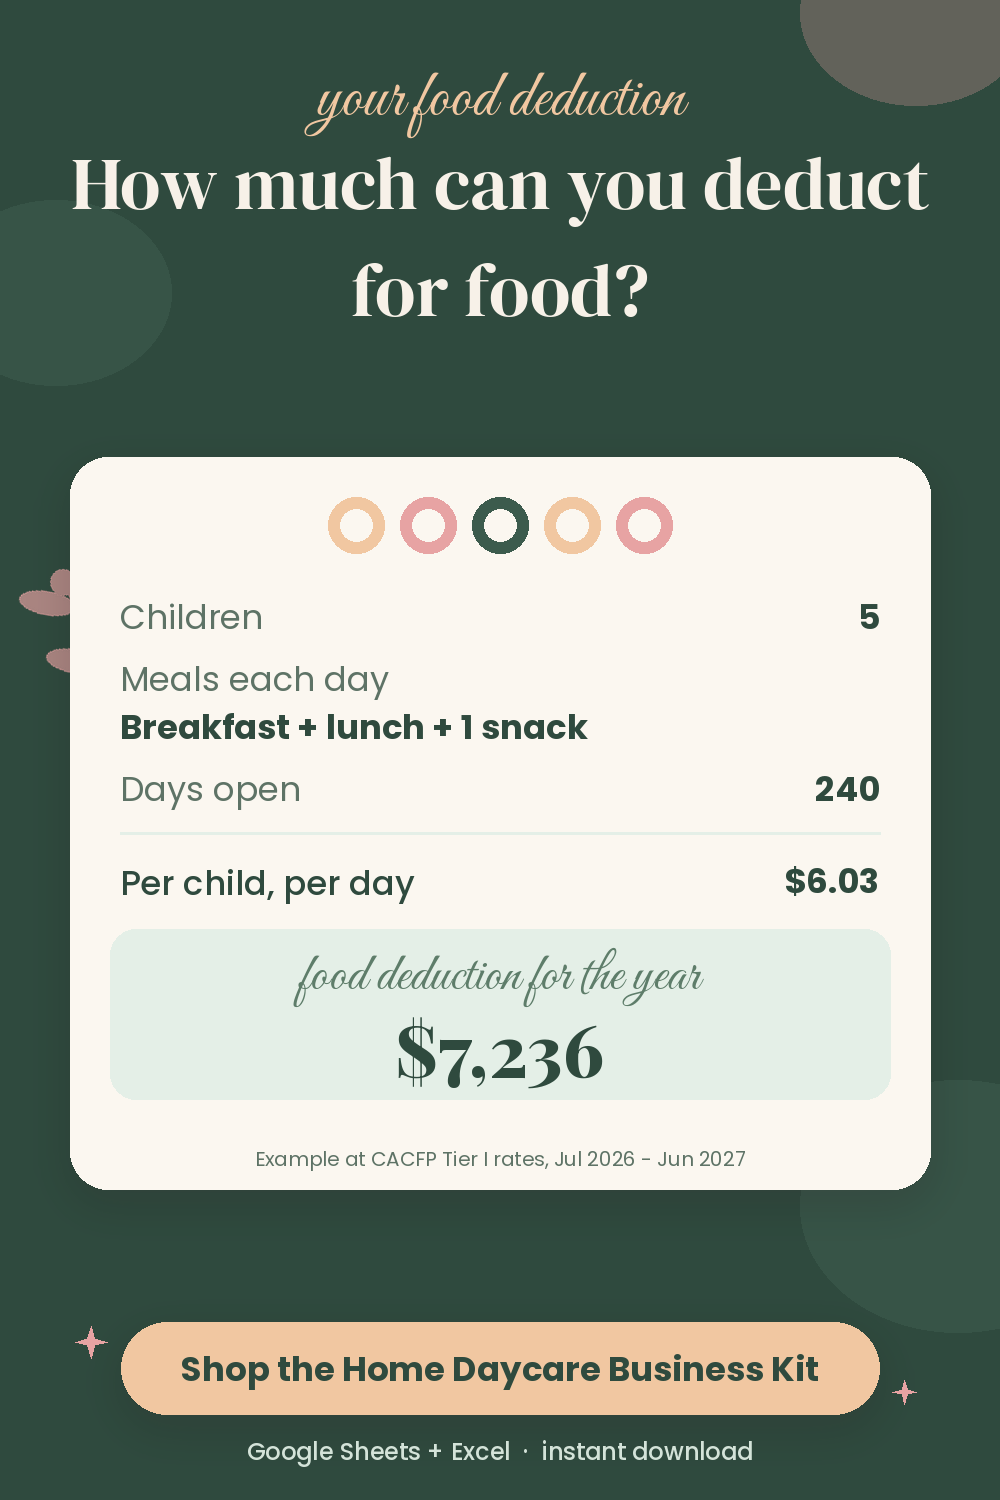 your food deduction
How much can you deduct
for food?
Children 5
Meals each day
Breakfast + lunch + 1 snack
Days open 240
Per child, per day $6.03
food deduction for the year
$7,236
Example at CACFP Tier I rates, Jul 2026 - Jun 2027
Shop the Home Daycare Business Kit
Google Sheets + Excel · instant download